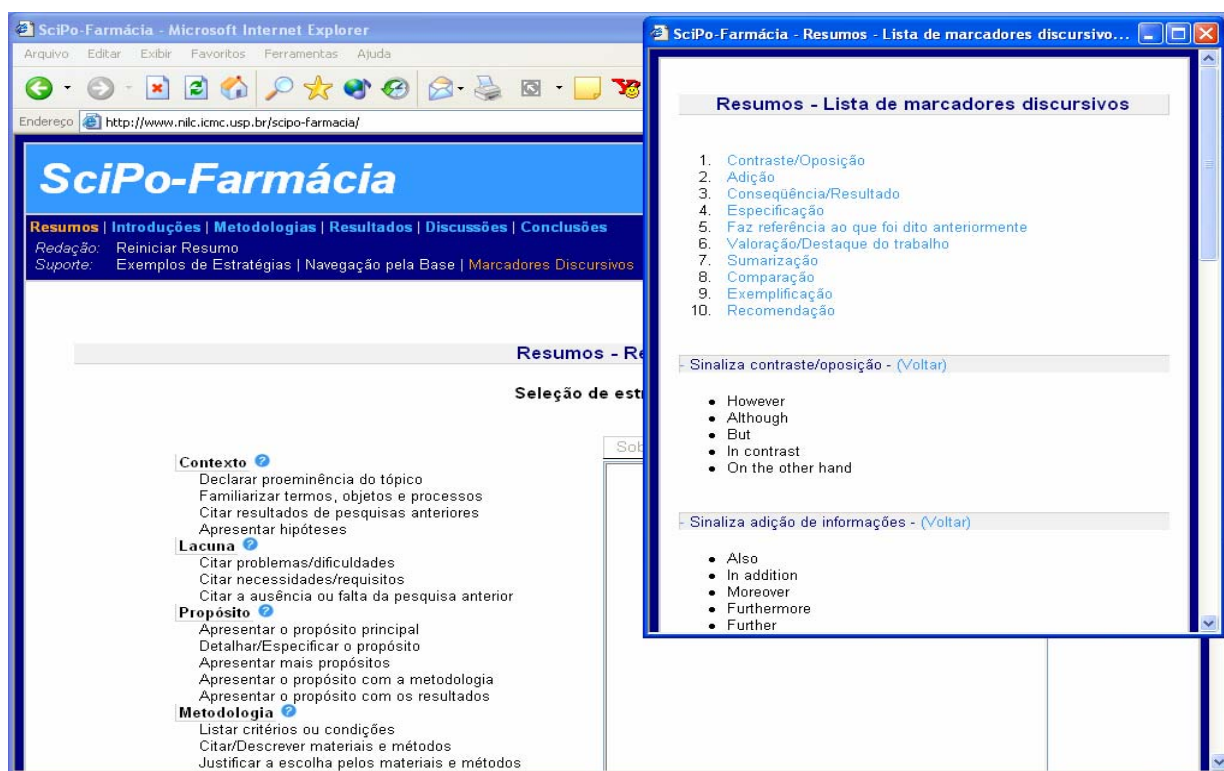 SciPo-Farmácia - Microsoft Internet Explorer
Arquivo Editar Exibir Favoritos Ferramentas Ajuda
Endereço http://www.nilc.icmc.usp.br/scipo-farmacia/
SciPo-Farmácia
Resumos | Introduções | Metodologias | Resultados | Discussões | Conclusões
Redação: Reiniciar Resumo
Suporte: Exemplos de Estratégias | Navegação pela Base | Marcadores Discursivos
Resumos - Re
Seleção de estr
Sob
Contexto
Declarar proeminência do tópico
Familiarizar termos, objetos e processos
Citar resultados de pesquisas anteriores
Apresentar hipóteses
Lacuna
Citar problemas/dificuldades
Citar necessidades/requisitos
Citar a ausência ou falta da pesquisa anterior
Propósito
Apresentar o propósito principal
Detalhar/Especificar o propósito
Apresentar mais propósitos
Apresentar o propósito com a metodologia
Apresentar o propósito com os resultados
Metodologia
Listar critérios ou condições
Citar/Descrever materiais e métodos
Justificar a escolha pelos materiais e métodos
SciPo-Farmácia - Resumos - Lista de marcadores discursivo...
Resumos - Lista de marcadores discursivos
1. Contraste/Oposição
2. Adição
3. Conseqüência/Resultado
4. Especificação
5. Faz referência ao que foi dito anteriormente
6. Valoração/Destaque do trabalho
7. Sumarização
8. Comparação
9. Exemplificação
10. Recomendação
- Sinaliza contraste/oposição - (Voltar)
However
Although
But
In contrast
On the other hand
- Sinaliza adição de informações - (Voltar)
Also
In addition
Moreover
Furthermore
Further